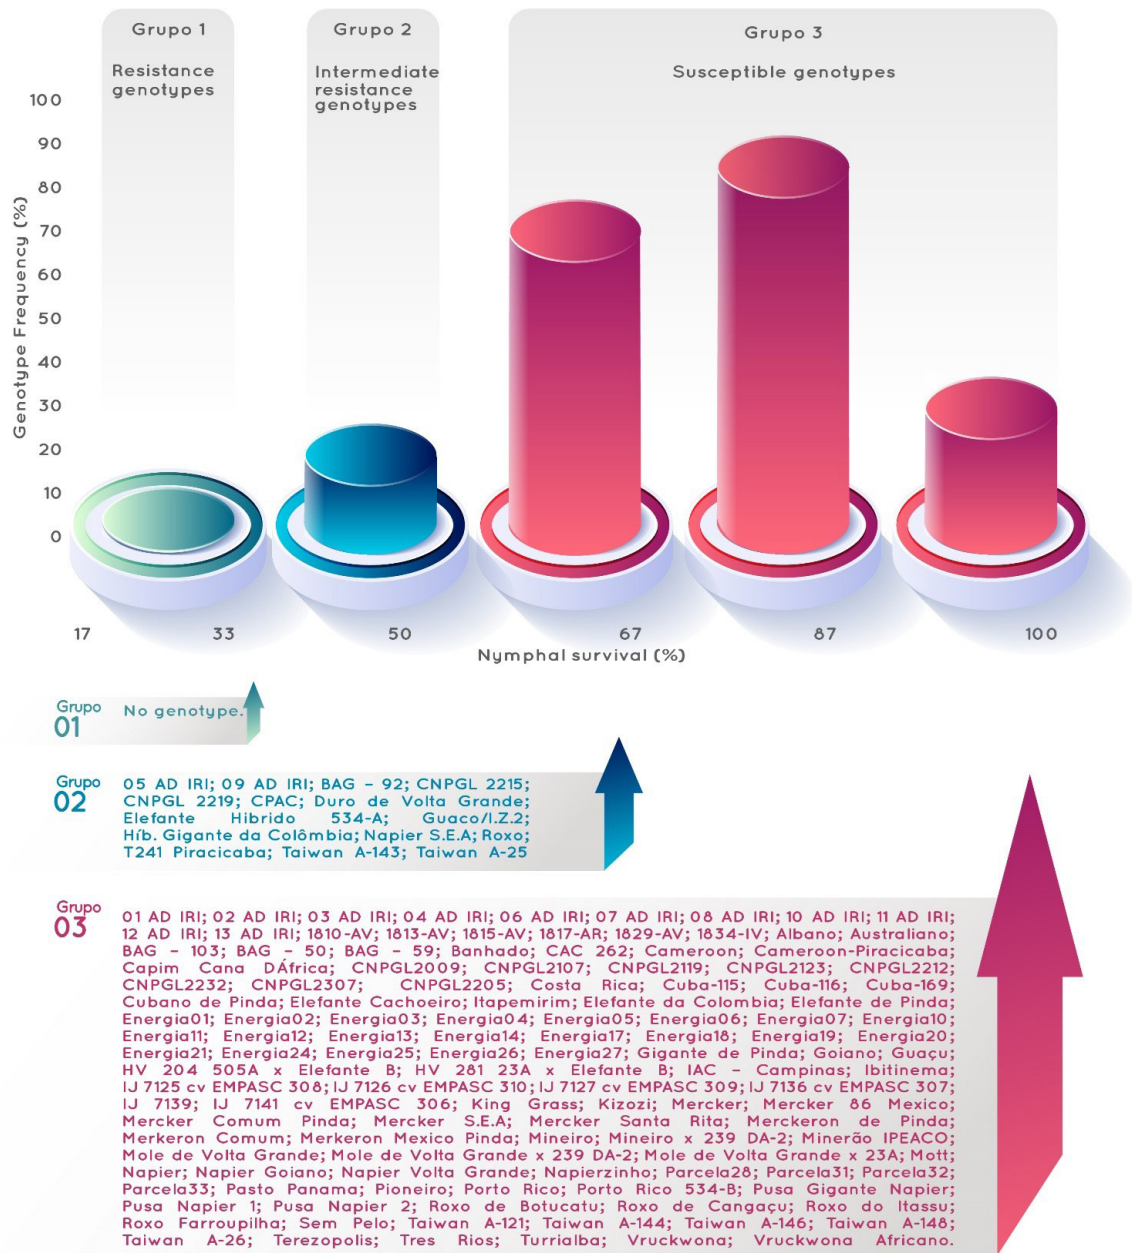 Grupo 1
Resistance
genotypes
Grupo 2
Intermediate
resistance
genotypes
Grupo 3
Susceptible genotypes
Genotype Frequency (%)
100
90
80
70
60
50
40
30
20
10
0
17 33 50 67 87 100
Nymphal survival (%)
Grupo
01
No genotype.
Grupo
02
05 AD IRI; 09 AD IRI; BAG – 92; CNPGL 2215;
CNPGL 2219; CPAC; Duro de Volta Grande;
Elefante Hibrido 534-A; Guaco/I.Z.2;
Híb. Gigante da Colômbia; Napier S.E.A; Roxo;
T241 Piracicaba; Taiwan A-143; Taiwan A-25
Grupo
03
01 AD IRI; 02 AD IRI; 03 AD IRI; 04 AD IRI; 06 AD IRI; 07 AD IRI; 08 AD IRI; 10 AD IRI; 11 AD IRI;
12 AD IRI; 13 AD IRI; 1810-AV; 1813-AV; 1815-AV; 1817-AR; 1829-AV; 1834-IV; Albano; Australiano;
BAG – 103; BAG – 50; BAG – 59; Banhado; CAC 262; Cameroon; Cameroon-Piracicaba;
Capim Cana DÁfrica; CNPGL2009; CNPGL2107; CNPGL2119; CNPGL2123; CNPGL2212;
CNPGL2232; CNPGL2307; CNPGL2205; Costa Rica; Cuba-115; Cuba-116; Cuba-169;
Cubano de Pinda; Elefante Cachoeiro; Itapemirim; Elefante da Colombia; Elefante de Pinda;
Energia01; Energia02; Energia03; Energia04; Energia05; Energia06; Energia07; Energia10;
Energia11; Energia12; Energia13; Energia14; Energia17; Energia18; Energia19; Energia20;
Energia21; Energia24; Energia25; Energia26; Energia27; Gigante de Pinda; Goiano; Guaçu;
HV 204 505A x Elefante B; HV 281 23A x Elefante B; IAC – Campinas; Ibitinema;
IJ 7125 cv EMPASC 308; IJ 7126 cv EMPASC 310; IJ 7127 cv EMPASC 309; IJ 7136 cv EMPASC 307;
IJ 7139; IJ 7141 cv EMPASC 306; King Grass; Kizozi; Mercker; Mercker 86 Mexico;
Mercker Comum Pinda; Mercker S.E.A; Mercker Santa Rita; Merckeron de Pinda;
Merkeron Comum; Merkeron Mexico Pinda; Mineiro; Mineiro x 239 DA-2; Minerão IPEACO;
Mole de Volta Grande; Mole de Volta Grande x 239 DA-2; Mole de Volta Grande x 23A; Mott;
Napier; Napier Goiano; Napier Volta Grande; Napierzinho; Parcela28; Parcela31; Parcela32;
Parcela33; Pasto Panama; Pioneiro; Porto Rico; Porto Rico 534-B; Pusa Gigante Napier;
Pusa Napier 1; Pusa Napier 2; Roxo de Botucatu; Roxo de Cangaçu; Roxo do Itassu;
Roxo Farroupilha; Sem Pelo; Taiwan A-121; Taiwan A-144; Taiwan A-146; Taiwan A-148;
Taiwan A-26; Terezopolis; Tres Rios; Turrialba; Vruckwona; Vruckwona Africano.